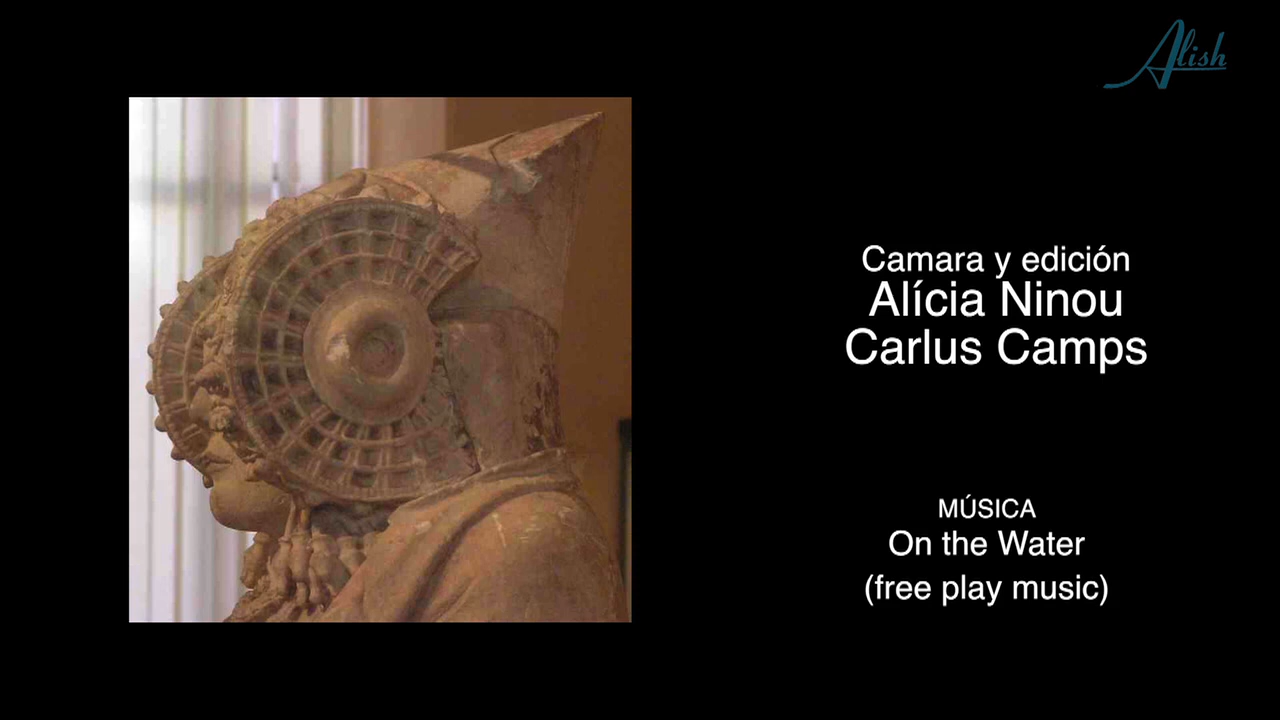 Alish
Camara y edición
Alícia Ninou
Carlus Camps
MÚSICA
On the Water
(free play music)